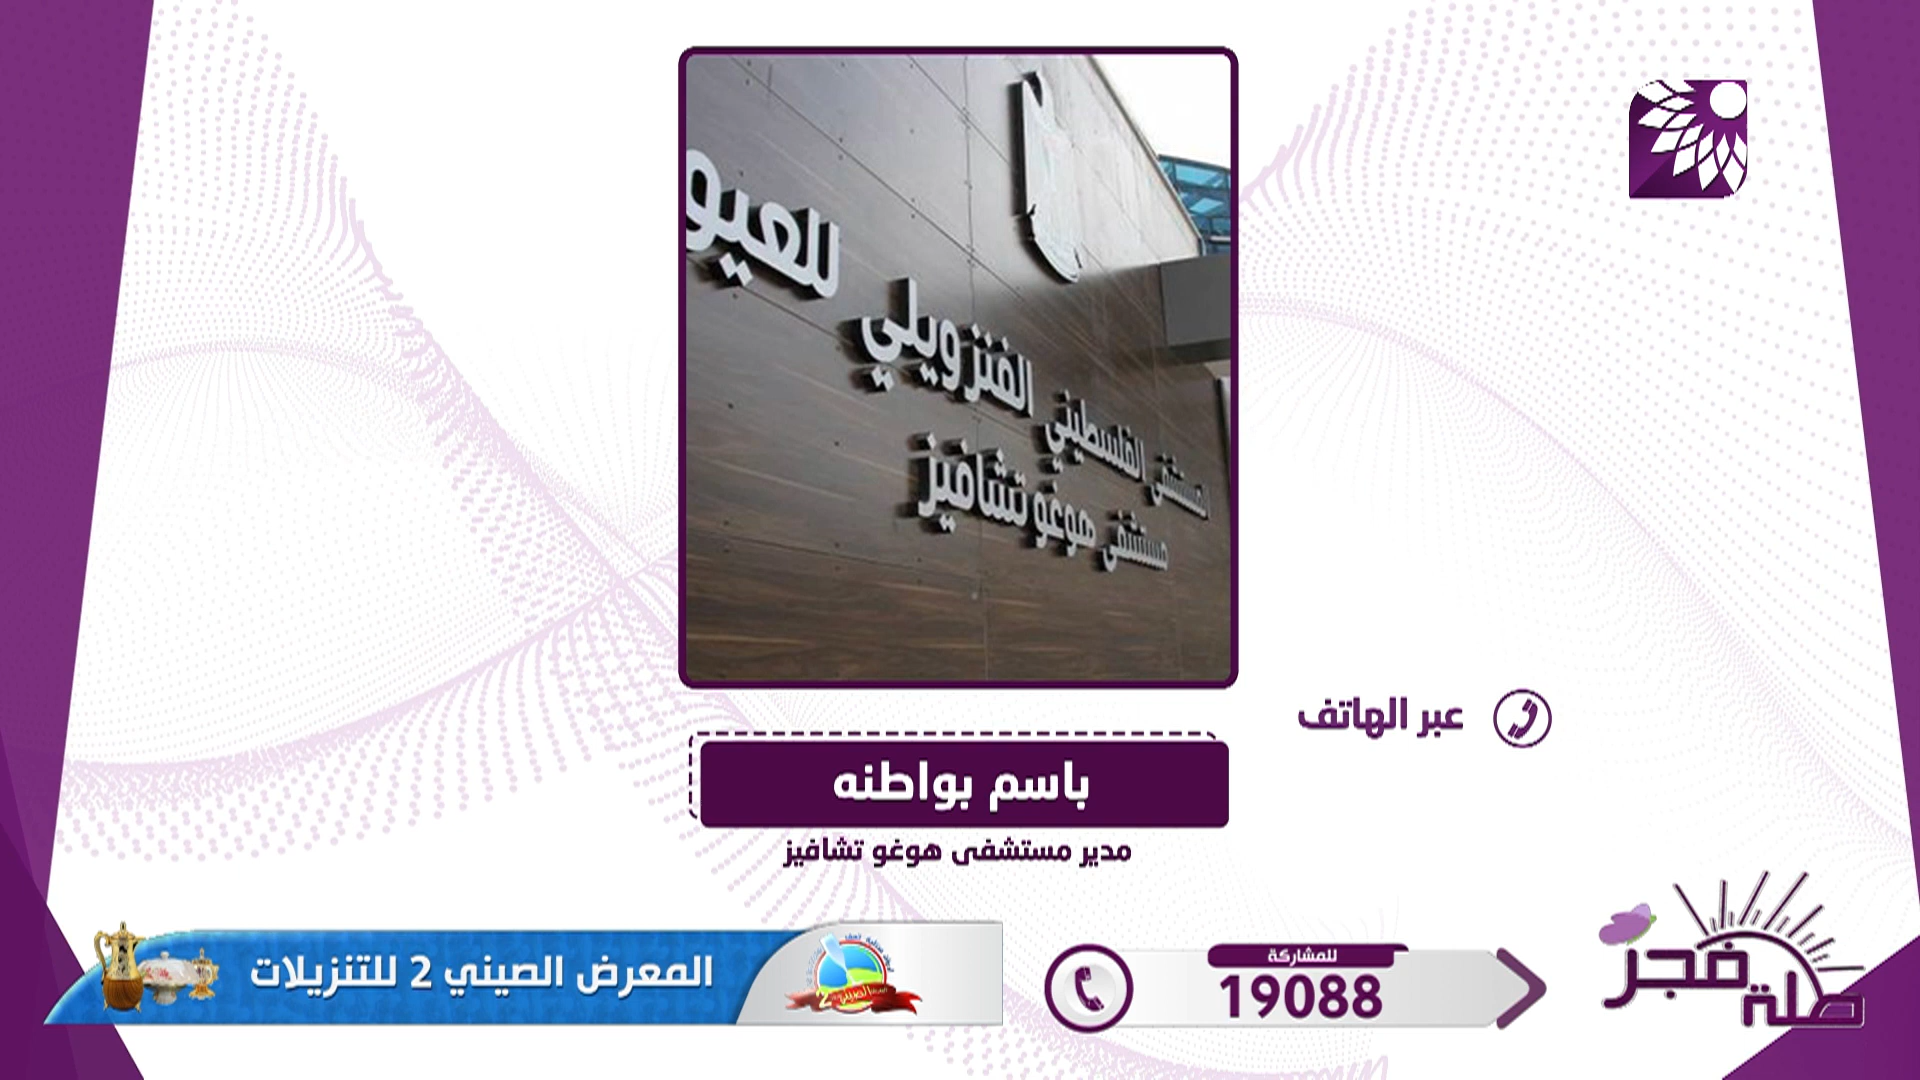 للعيو
المستشفى الفلسطيني الفنزويلي
مستشفى هوغو تشافيز
عبر الهاتف
باسم بواطنه
مدير مستشفى هوغو تشافيز
المعرض الصيني 2 للتنزيلات
للمشاركة
19088
صلة فجر